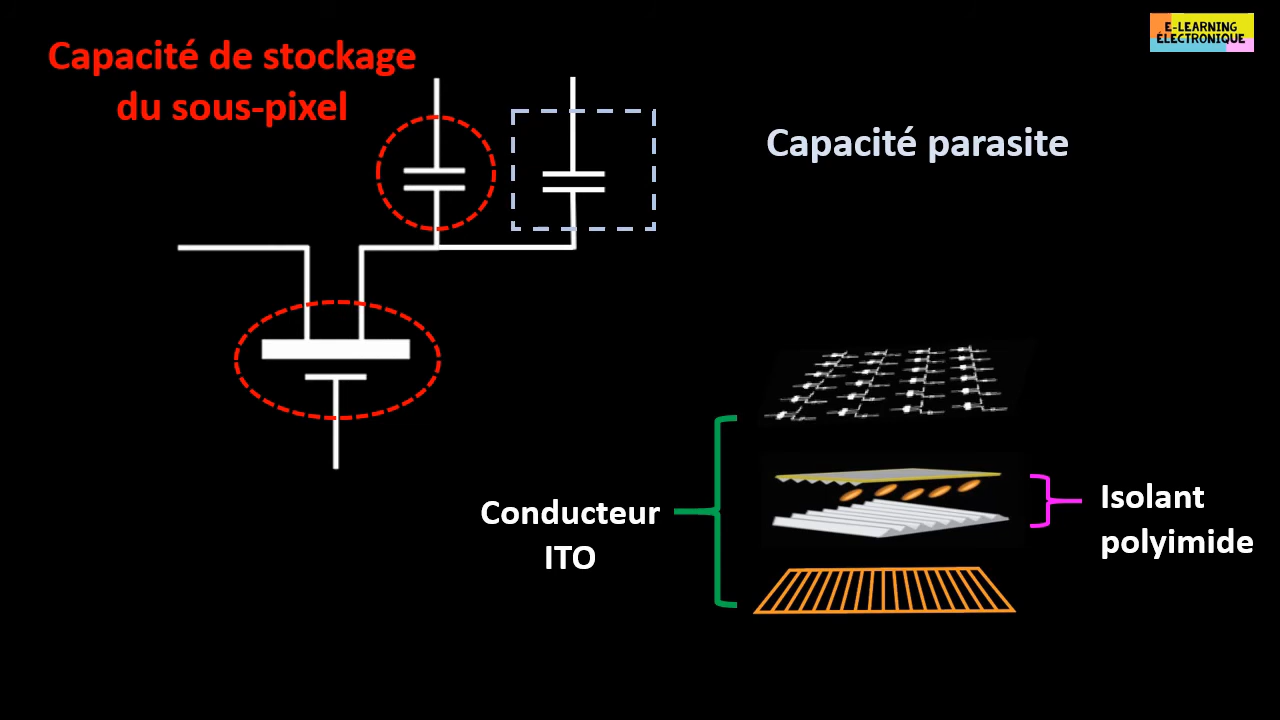 Capacité de stockage
du sous-pixel
E-LEARNING
ÉLECTRONIQUE
Capacité parasite
Conducteur
ITO
Isolant
polyimide